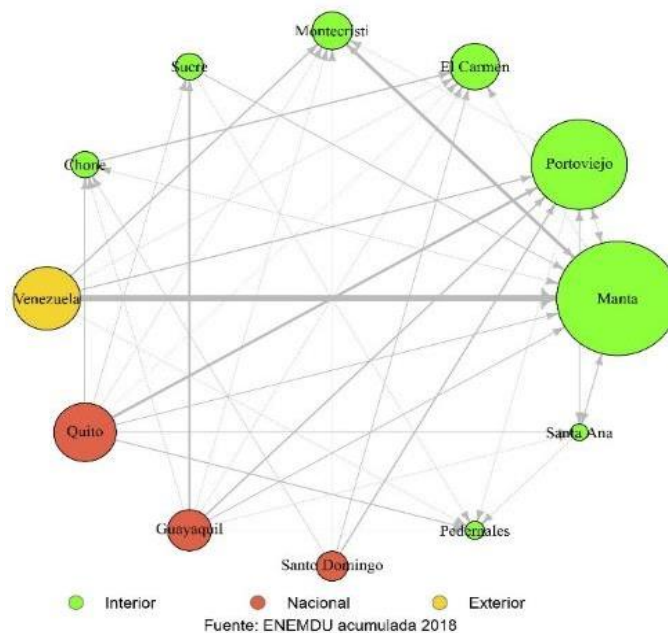 Montecristi
Sucre
El Carmen
Chone
Portoviejo
Venezuela
Manta
Quito
Santa Ana
Guayaquil
Pedernales
Santo Domingo
Interior
Nacional
Exterior
Fuente: ENEMDU acumulada 2018